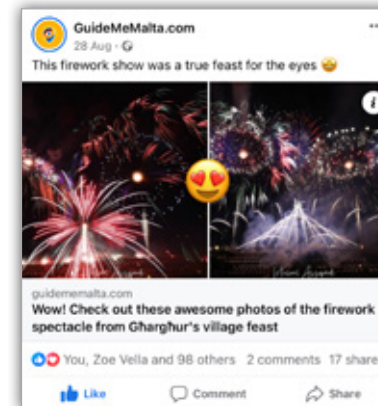 GuideMeMalta.com
28 Aug ·
This firework show was a true feast for the eyes 🤩
guidememalta.com
Wow! Check out these awesome photos of the firework
spectacle from Għargħur's village feast
You, Zoe Vella and 98 others 2 comments 17 share
Like Comment Share